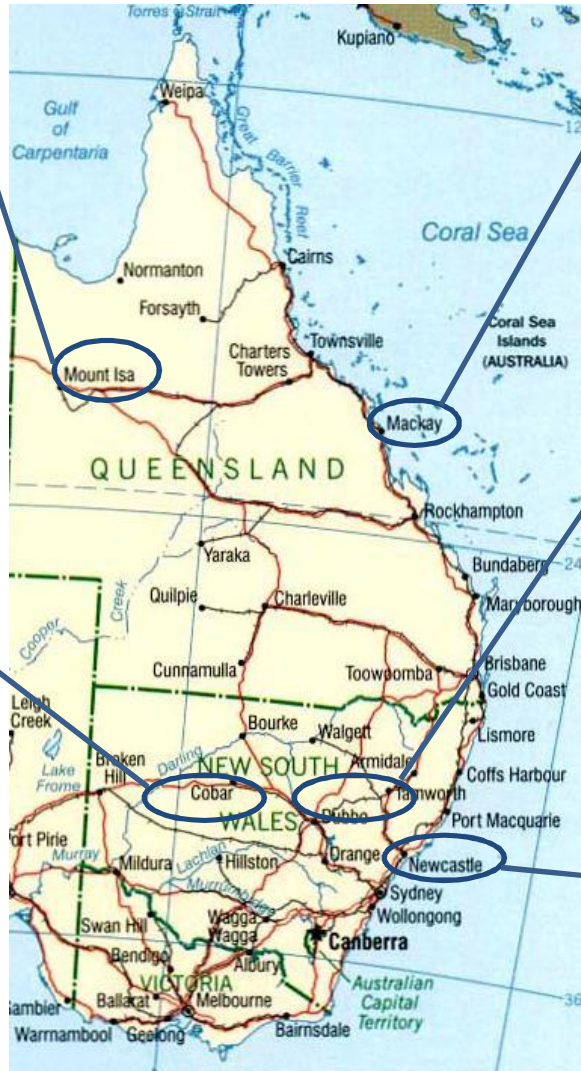 Torres Strait
Kupiano
Weipa
Gulf
of
Carpentaria
12
Great Barrier Reef
Coral Sea
Cairns
Normanton
Forsayth
Coral Sea
Islands
(AUSTRALIA)
Townsville
Charters
Towers
Mount Isa
Mackay
QUEENSLAND
Rockhampton
Yaraka
24
Bundaberg
Quilpie
Charleville
Maryborough
Cooper Creek
Cunnamulla
Toowoomba
Brisbane
Gold Coast
Leigh
Creek
Bourke
Walgett
Lismore
Darling
Armidale
Lake
Frome
Broken
Hill
NEW SOUTH
WALES
Coffs Harbour
Cobar
Tamworth
Dubbo
Port Macquarie
Port Pirie
Murray
Mildura
Lachlan
Hillston
Orange
Newcastle
Murrumbidgee
Sydney
Wollongong
Swan Hill
Wagga
Wagga
Canberra
Bendigo
Albury
VICTORIA
Australian
Capital
Territory
36
Ballarat
Melbourne
Gambier
Warrnambool
Geelong
Bairnsdale